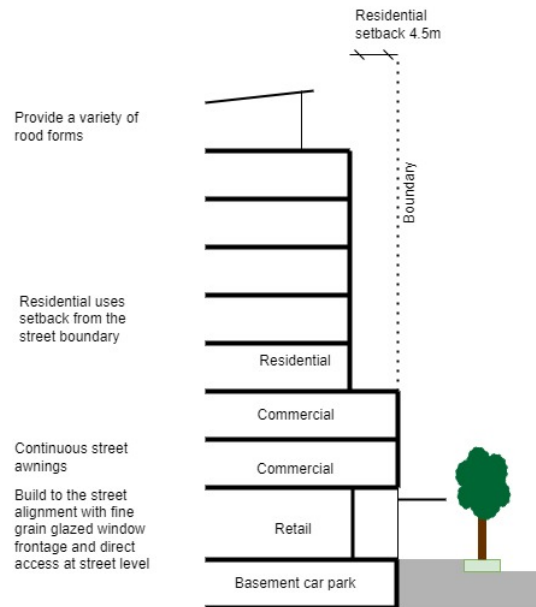 Residential
setback 4.5m
Provide a variety of
rood forms
Boundary
Residential uses
setback from the
street boundary
Residential
Commercial
Continuous street
awnings
Commercial
Build to the street
alignment with fine
grain glazed window
frontage and direct
access at street level
Retail
Basement car park